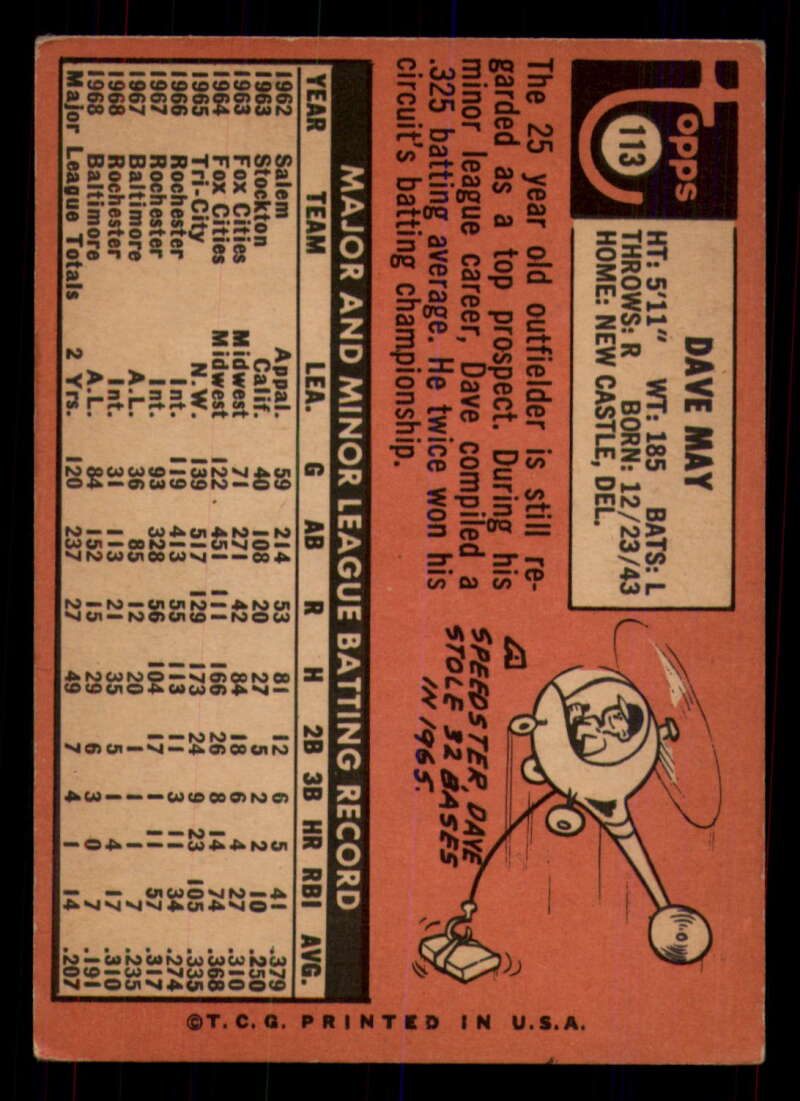 Topps
113
DAVE MAY
HT: 5'11" WT: 185 BATS: L
THROWS: R BORN: 12/23/43
HOME: NEW CASTLE, DEL.
The 25 year old outfielder is still re-
garded as a top prospect. During his
minor league career, Dave compiled a
.325 batting average. He twice won his
circuit's batting championship.
A
SPEEDSTER, DAVE
STOLE 32 BASES
IN 1965.
MAJOR AND MINOR LEAGUE BATTING RECORD
YEAR TEAM LEA. G AB R H 2B 3B HR RBI AVG.
1962 Salem Appal. 59 214 53 81 12 6 5 41 .379
1963 Stockton Calif. 40 108 20 27 5 2 2 10 .250
1963 Fox Cities Midwest 71 271 42 84 18 6 4 27 .310
1964 Fox Cities Midwest 122 451 111 166 26 8 14 74 .368
1965 Tri-City N.W. 139 517 129 173 24 9 23 105 .335
1966 Rochester Int. 119 413 55 113 11 3 11 34 .274
1967 Rochester Int. 93 328 56 104 17 1 11 57 .317
1967 Baltimore A.L. 36 85 12 20 1 1 1 7 .235
1968 Rochester Int. 31 113 21 35 5 1 4 17 .310
1968 Baltimore A.L. 84 152 15 29 6 3 0 7 .191
Major League Totals 2 Yrs. 120 237 27 49 7 4 1 14 .207
©T.C.G. PRINTED IN U.S.A.